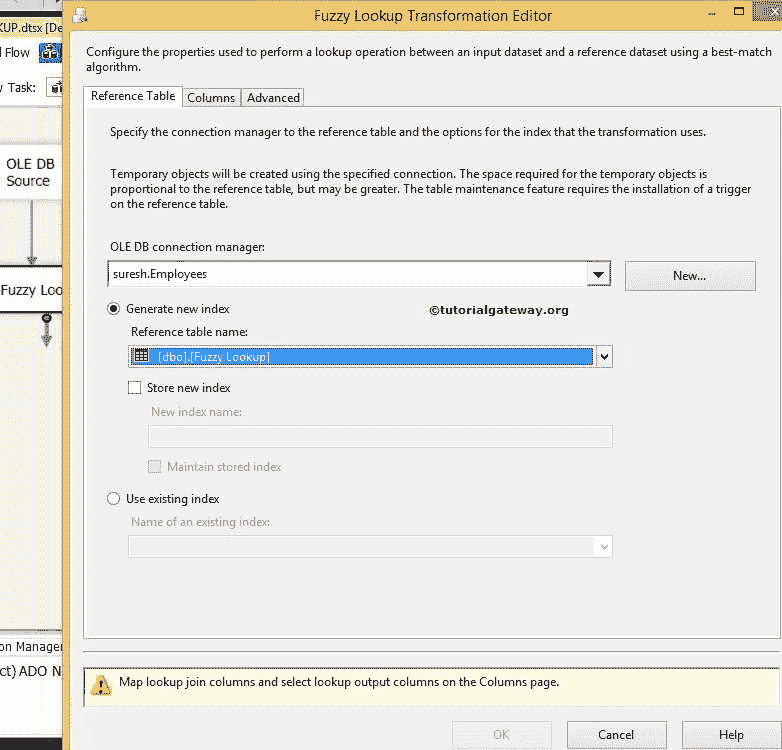 Fuzzy Lookup Transformation Editor
KUP.dtsx [De
Flow
Task:
OLE DB
Source
Fuzzy Loo
on Manager
ct) ADO N
Configure the properties used to perform a lookup operation between an input dataset and a reference dataset using a best-match
algorithm.
Reference Table Columns Advanced
Specify the connection manager to the reference table and the options for the index that the transformation uses.
Temporary objects will be created using the specified connection. The space required for the temporary objects is
proportional to the reference table, but may be greater. The table maintenance feature requires the installation of a trigger
on the reference table.
OLE DB connection manager:
suresh.Employees
New...
Generate new index
©tutorialgateway.org
Reference table name:
[dbo].[Fuzzy Lookup]
Store new index
New index name:
Maintain stored index
Use existing index
Name of an existing index:
Map lookup join columns and select lookup output columns on the Columns page.
OK Cancel Help